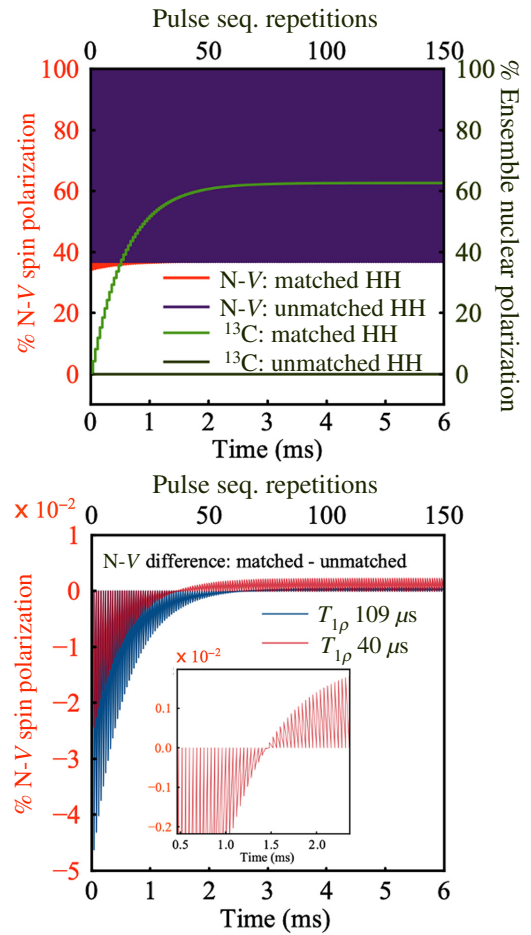 Pulse seq. repetitions
0 50 100 150
100 100
80 80
60 60
40 40
20 20
0 0
% N-V spin polarization
% Ensemble nuclear polarization
N-V: matched HH
N-V: unmatched HH
¹³C: matched HH
¹³C: unmatched HH
0 1 2 3 4 5 6
Time (ms)
Pulse seq. repetitions
× 10⁻²
0 50 100 150
1
0
−1
−2
−3
−4
−5
% N-V spin polarization
N-V difference: matched - unmatched
T₁ρ 109 μs
T₁ρ 40 μs
× 10⁻²
0.1
0.0
−0.1
−0.2
0.5 1.0 1.5 2.0
Time (ms)
0 1 2 3 4 5 6
Time (ms)